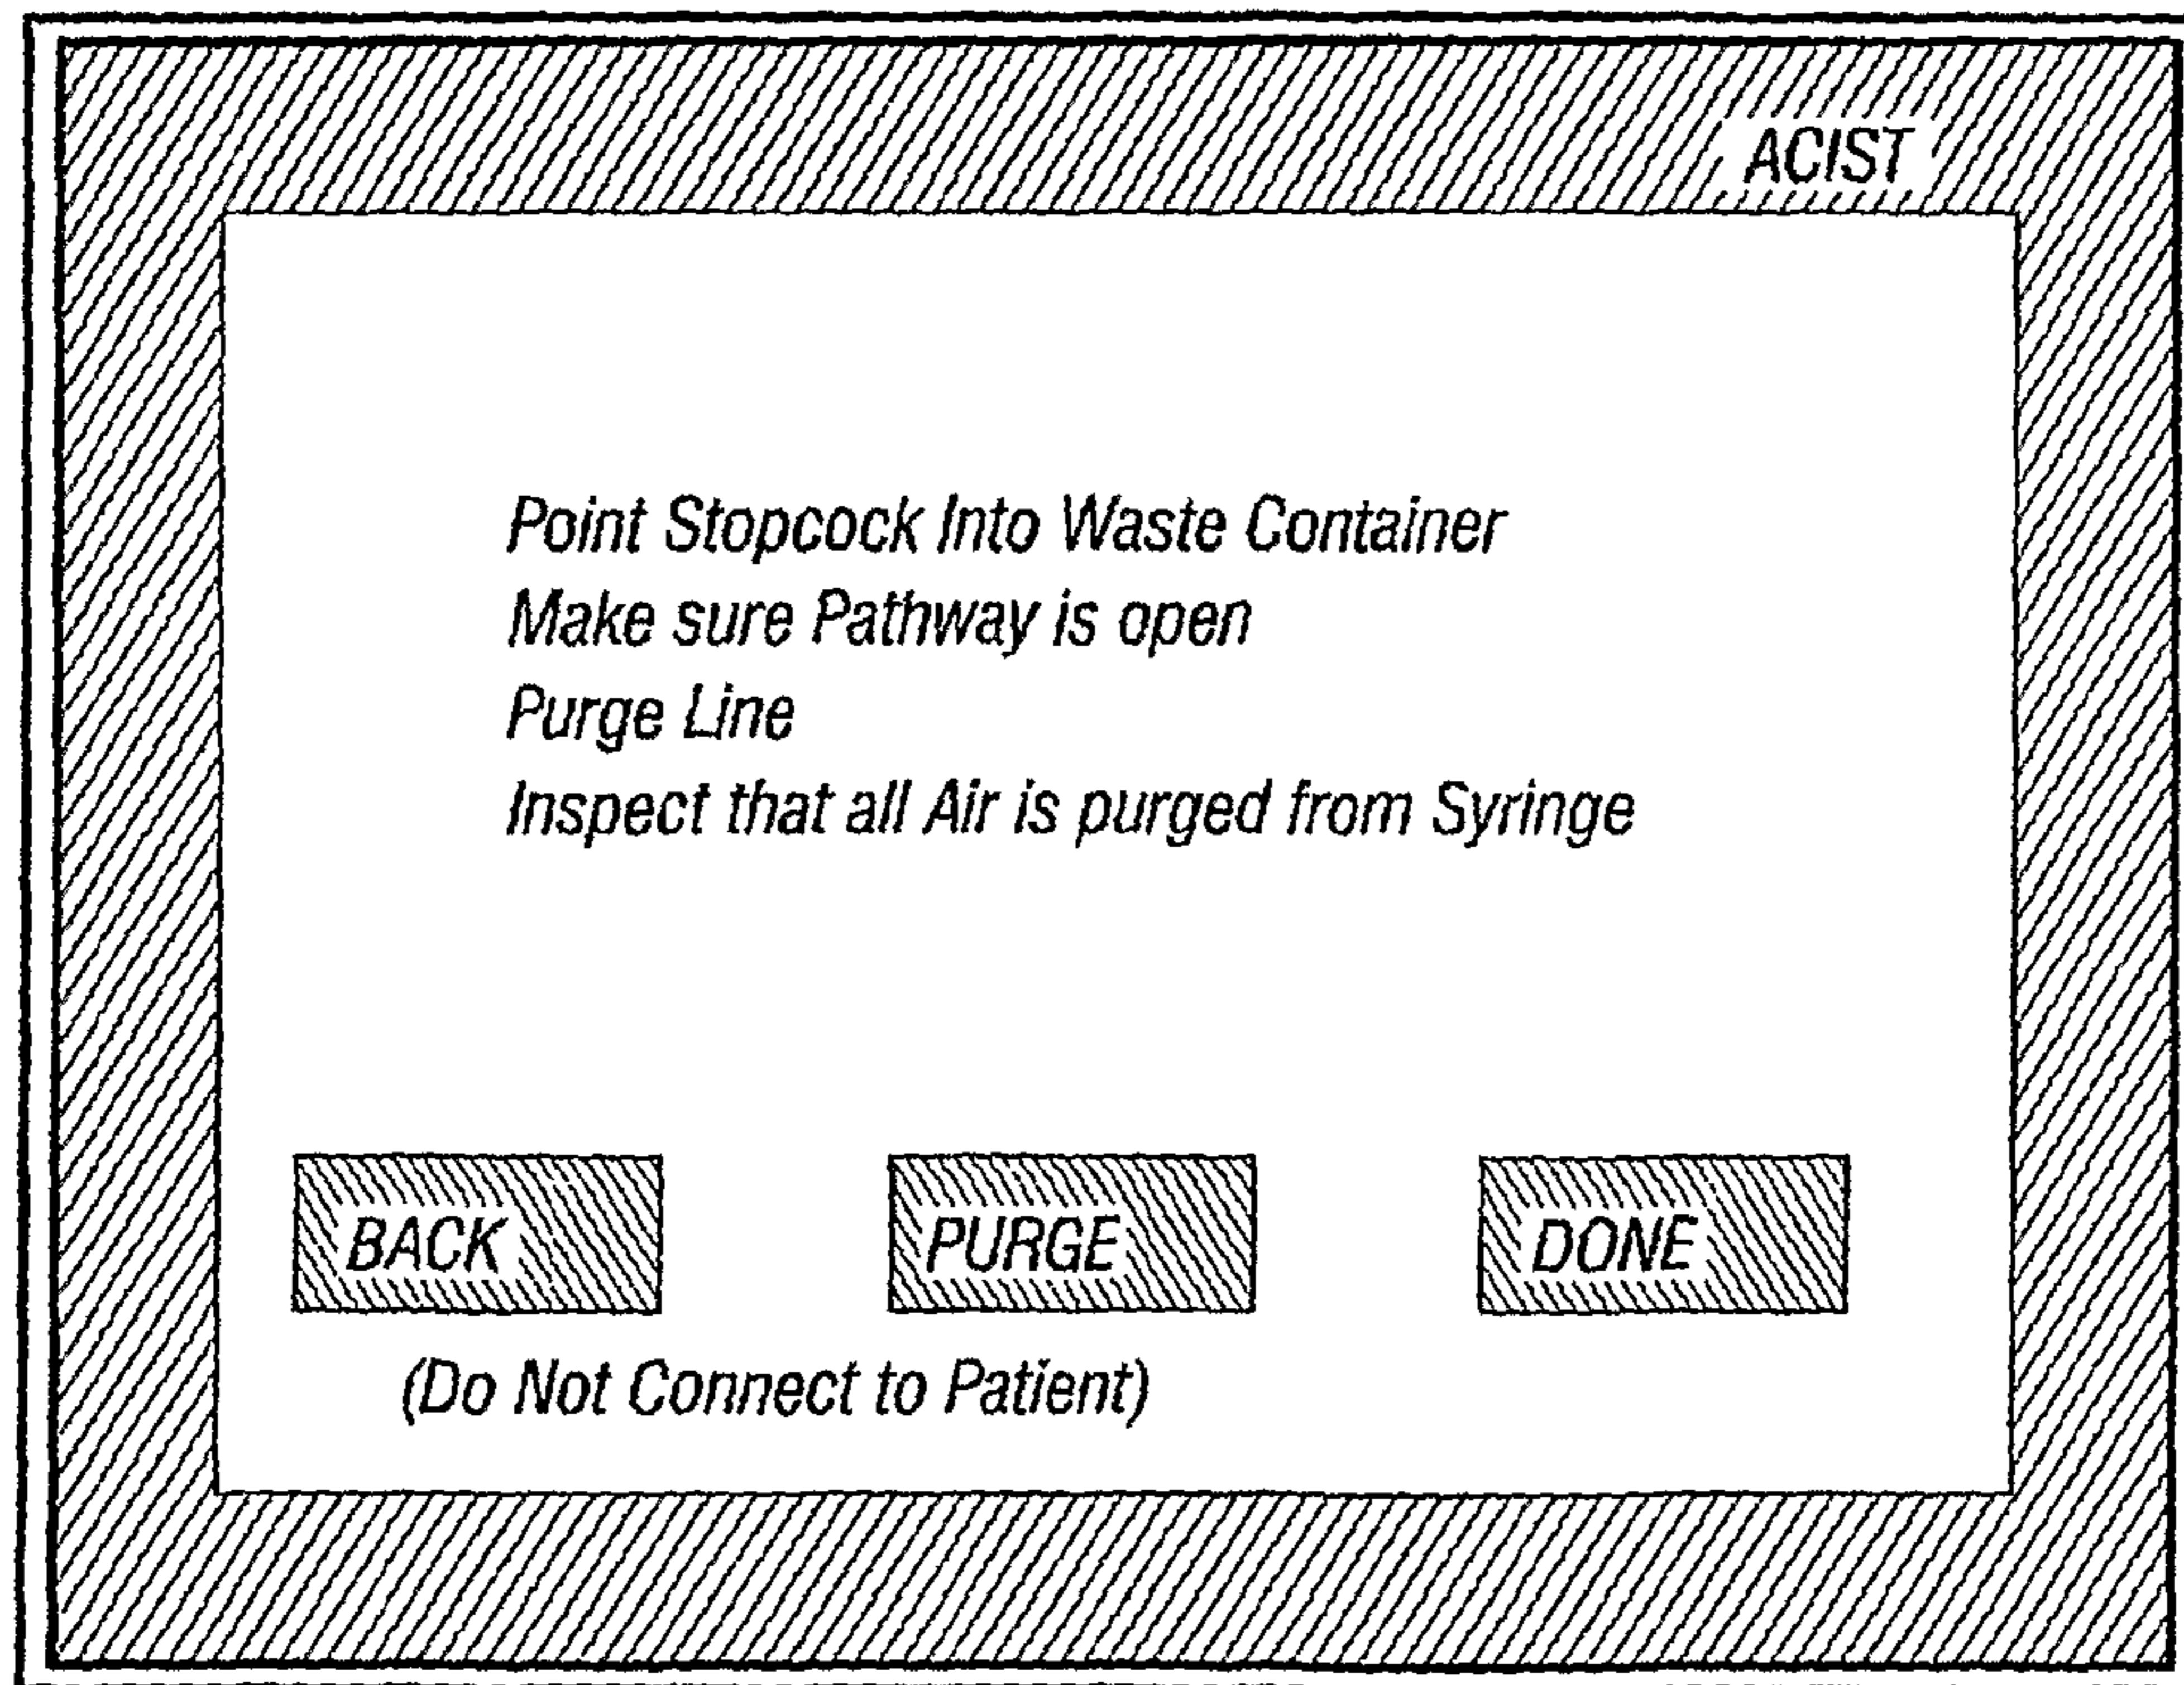 ACIST
Point Stopcock Into Waste Container
Make sure Pathway is open
Purge Line
Inspect that all Air is purged from Syringe
BACK PURGE DONE
(Do Not Connect to Patient)